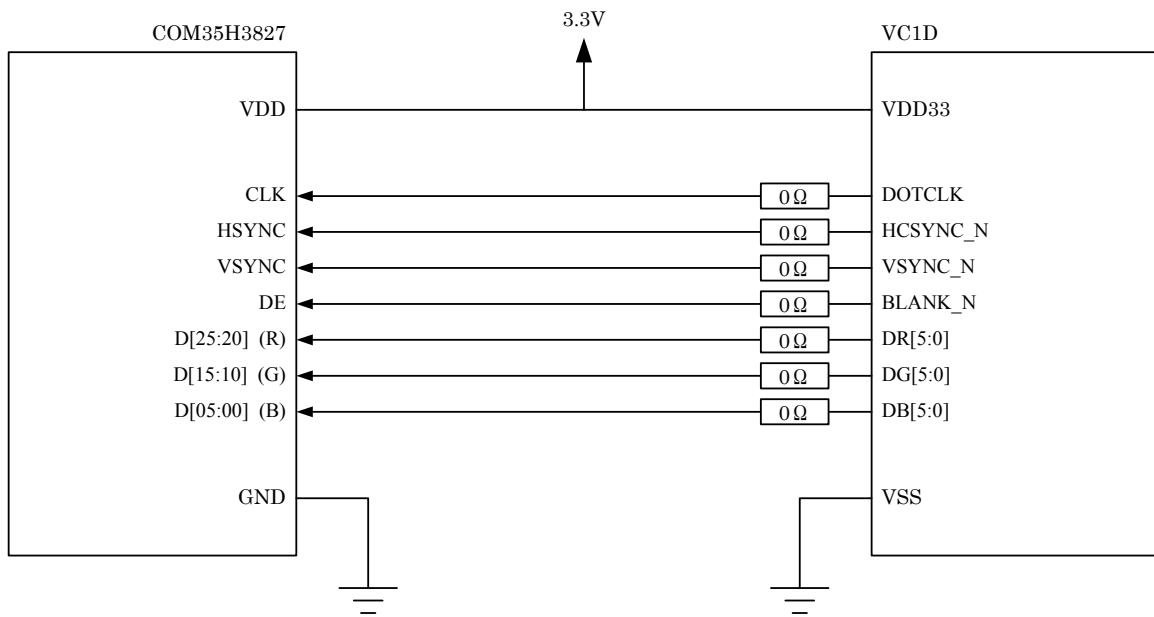 3.3V
COM35H3827
VC1D
VDD
VDD33
CLK
0Ω
DOTCLK
HSYNC
0Ω
HCSYNC_N
VSYNC
0Ω
VSYNC_N
DE
0Ω
BLANK_N
D[25:20] (R)
0Ω
DR[5:0]
D[15:10] (G)
0Ω
DG[5:0]
D[05:00] (B)
0Ω
DB[5:0]
GND
VSS